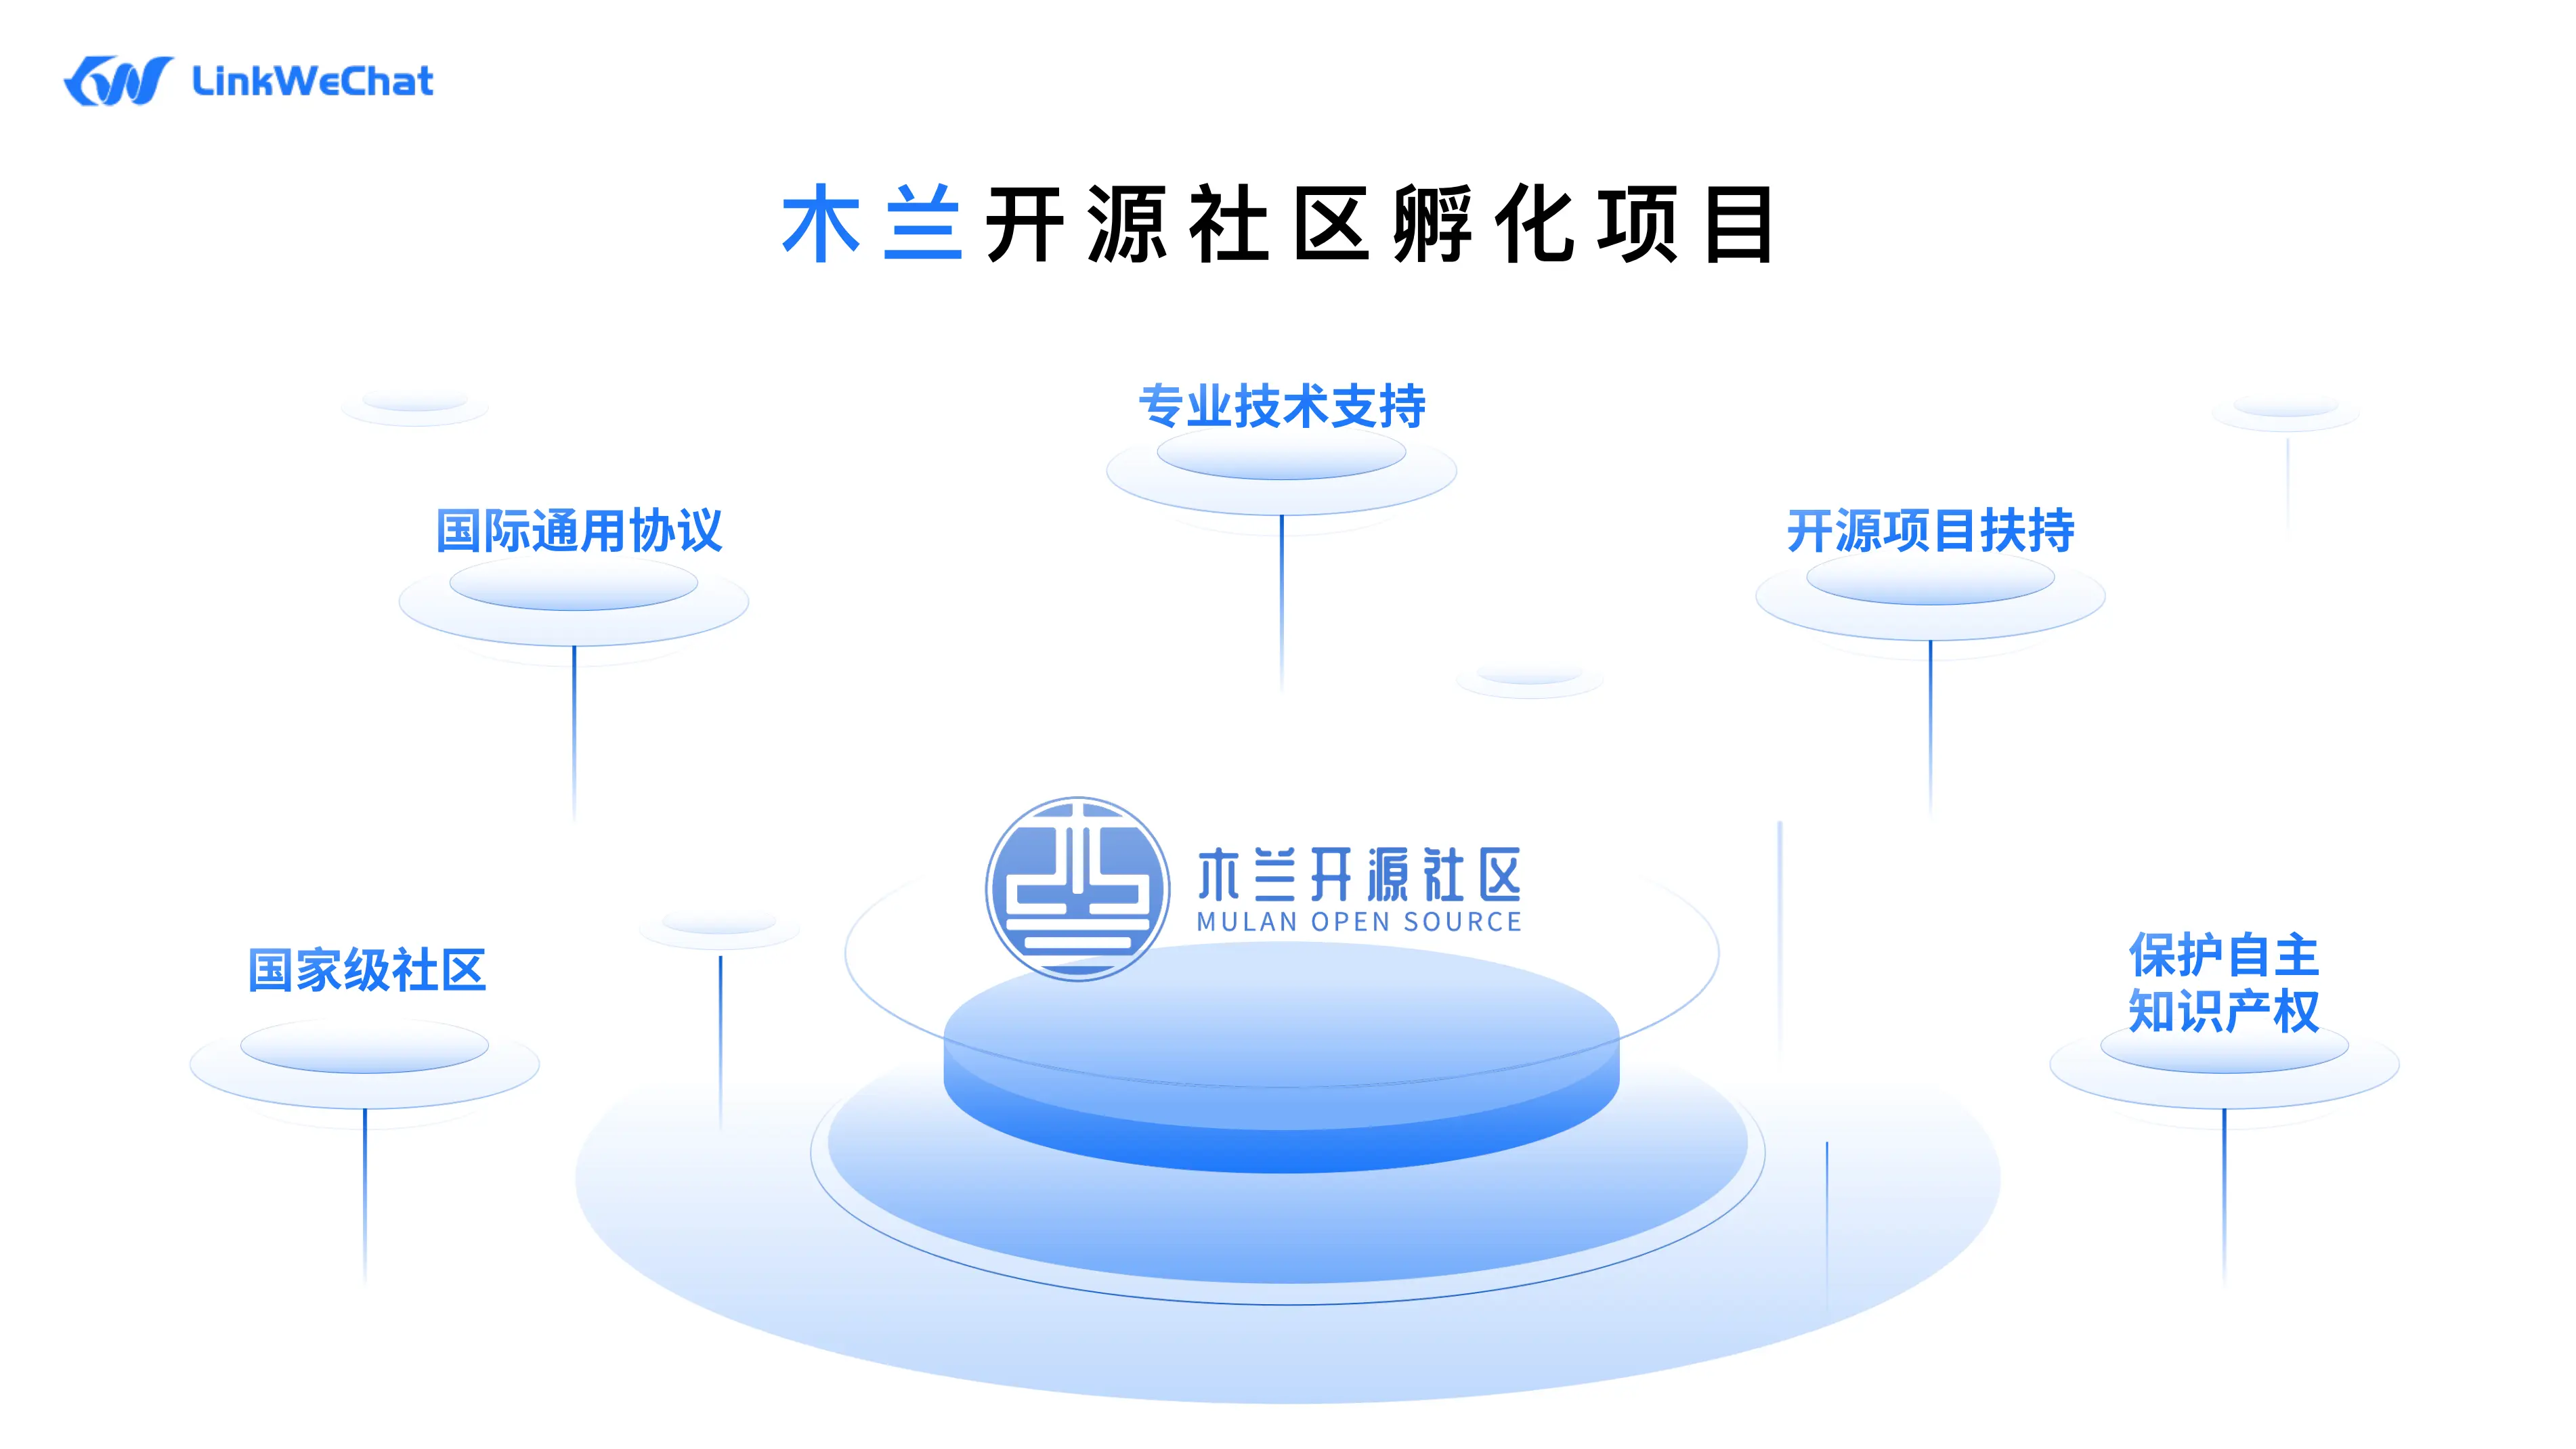 LinkWeChat
木兰开源社区孵化项目
专业技术支持
国际通用协议
开源项目扶持
木兰开源社区
MULAN OPEN SOURCE
国家级社区
保护自主
知识产权